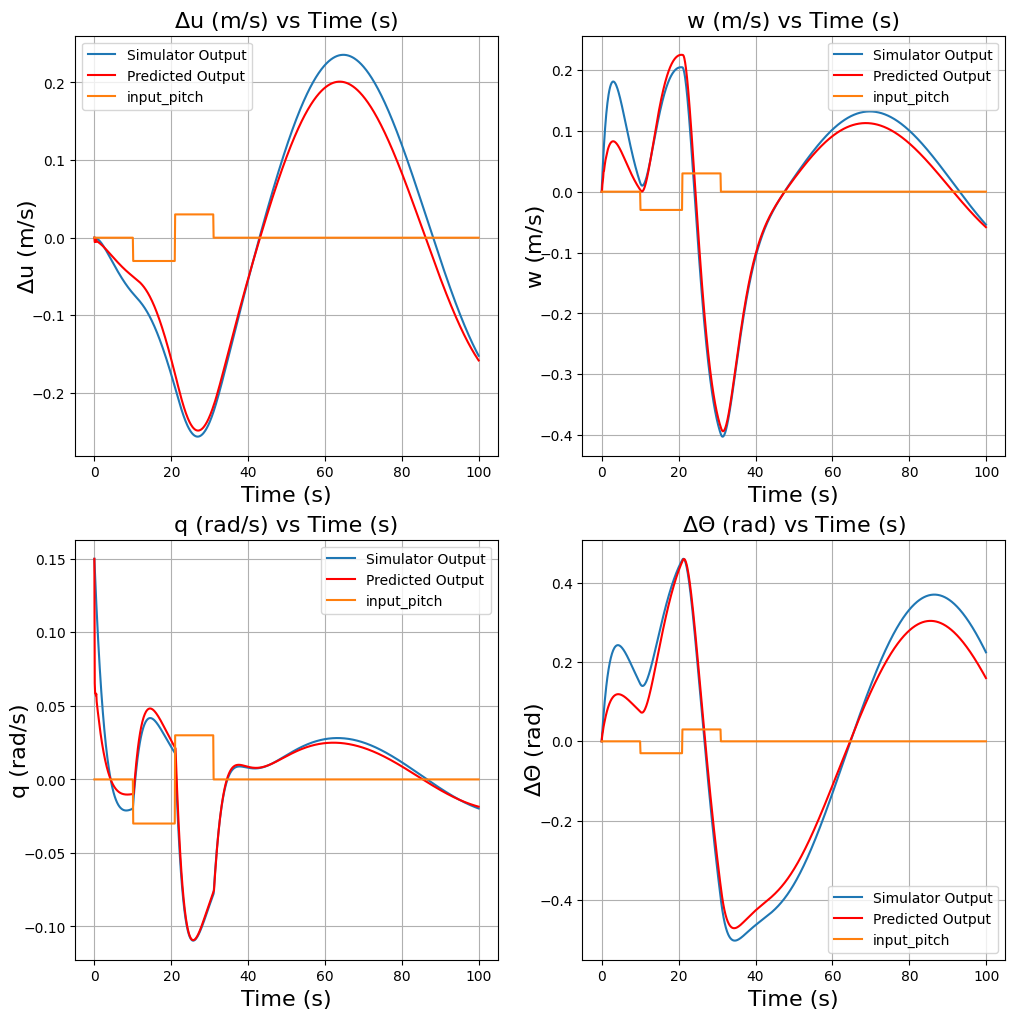 Δu (m/s) vs Time (s)
Simulator Output
Predicted Output
input_pitch
0.2
0.1
0.0
−0.1
−0.2
Δu (m/s)
0 20 40 60 80 100
Time (s)
w (m/s) vs Time (s)
Simulator Output
Predicted Output
input_pitch
0.2
0.1
0.0
−0.1
−0.2
−0.3
−0.4
w (m/s)
0 20 40 60 80 100
Time (s)
q (rad/s) vs Time (s)
Simulator Output
Predicted Output
input_pitch
0.15
0.10
0.05
0.00
−0.05
−0.10
q (rad/s)
0 20 40 60 80 100
Time (s)
ΔΘ (rad) vs Time (s)
0.4
0.2
0.0
−0.2
−0.4
ΔΘ (rad)
Simulator Output
Predicted Output
input_pitch
0 20 40 60 80 100
Time (s)